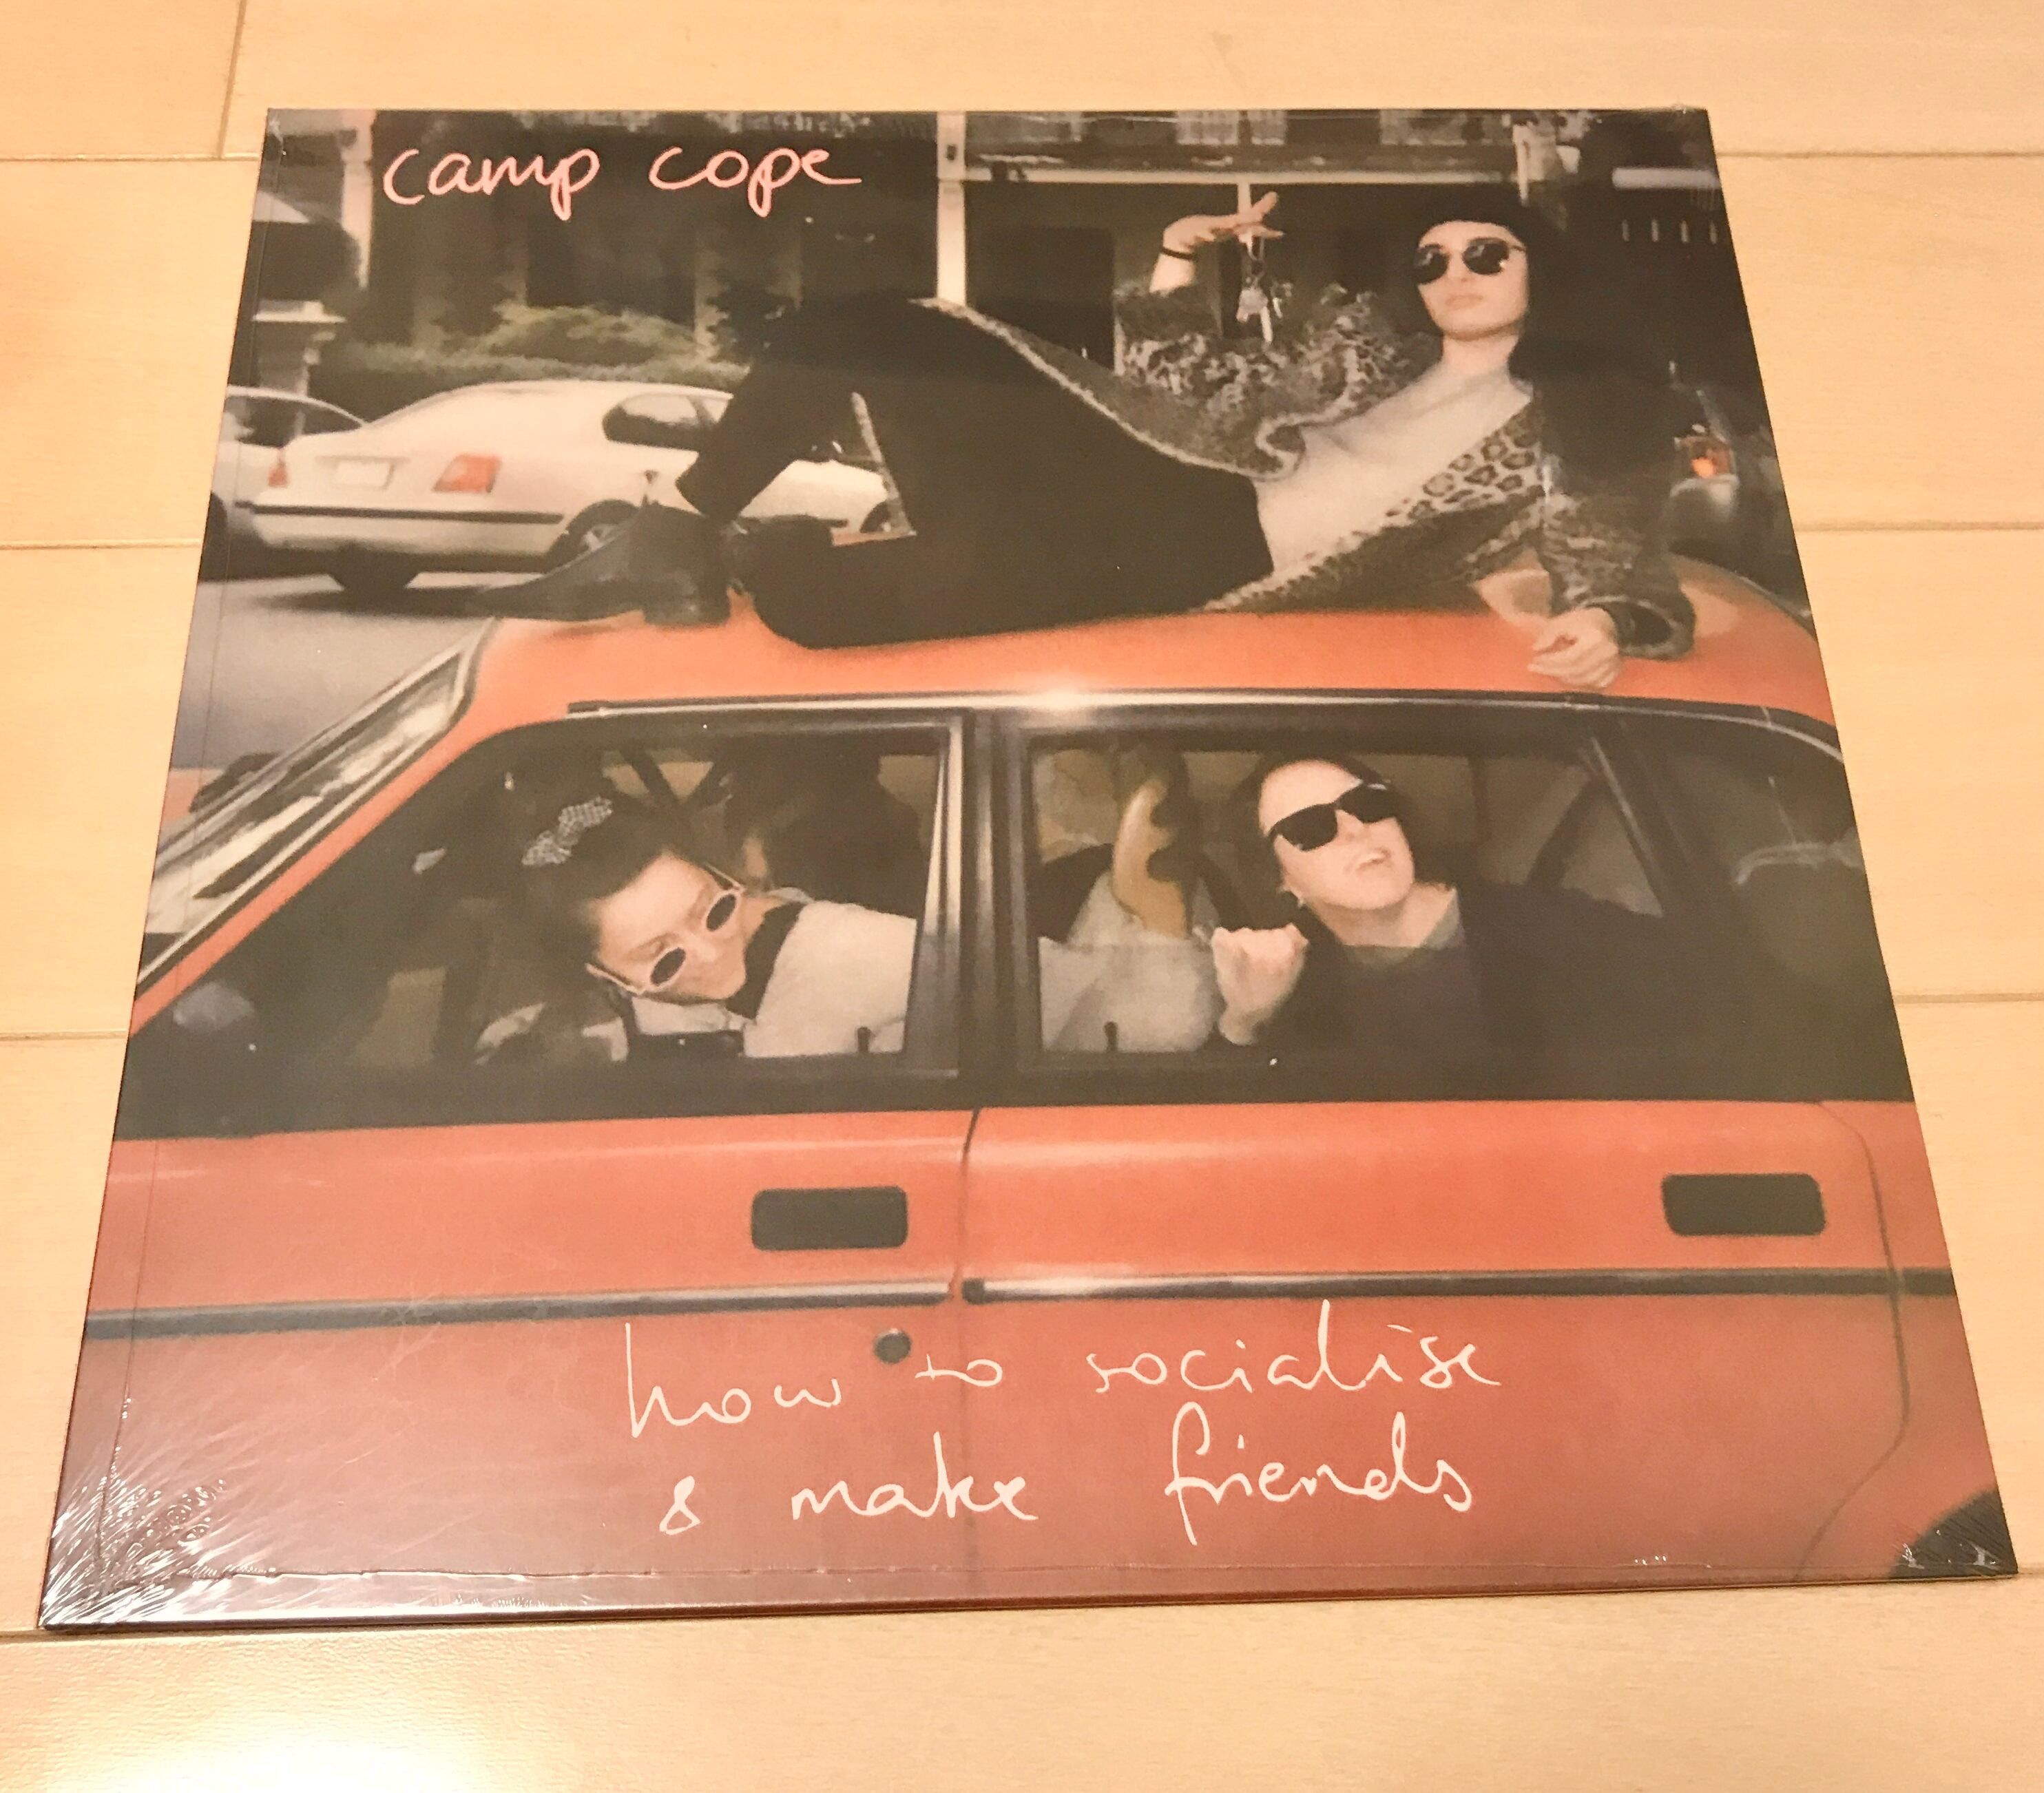 camp cope
how to socialise
& make friends